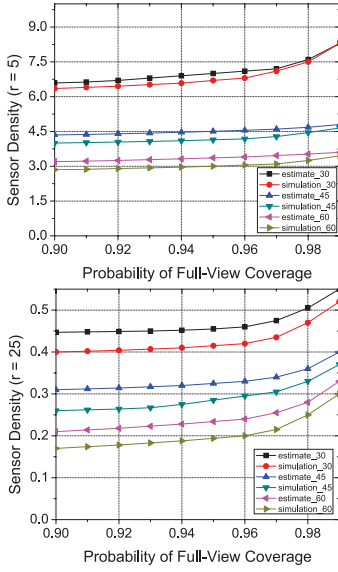 9.0
7.5
6.0
4.5
3.0
1.5
0.0
Sensor Density (r = 5)
estimate_30
simulation_30
estimate_45
simulation_45
estimate_60
simulation_60
0.90 0.92 0.94 0.96 0.98
Probability of Full-View Coverage
0.5
0.4
0.3
0.2
0.1
0.0
Sensor Density (r = 25)
estimate_30
simulation_30
estimate_45
simulation_45
estimate_60
simulation_60
0.90 0.92 0.94 0.96 0.98
Probability of Full-View Coverage